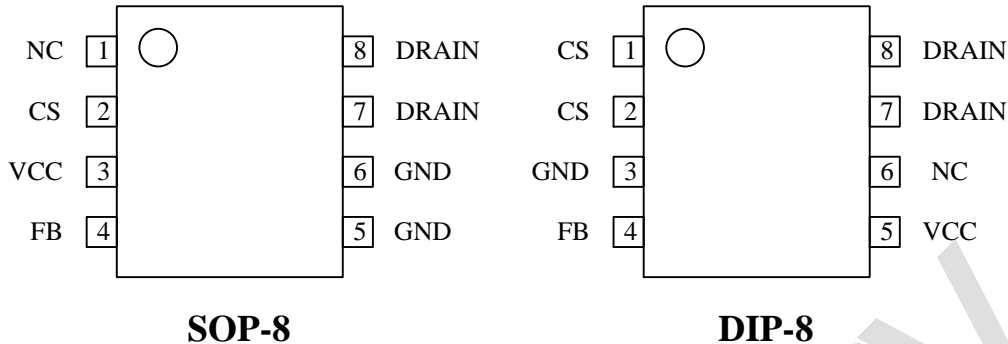 NC 1 8 DRAIN CS 1 8 DRAIN
CS 2 7 DRAIN CS 2 7 DRAIN
VCC 3 6 GND GND 3 6 NC
FB 4 5 GND FB 4 5 VCC
SOP-8 DIP-8